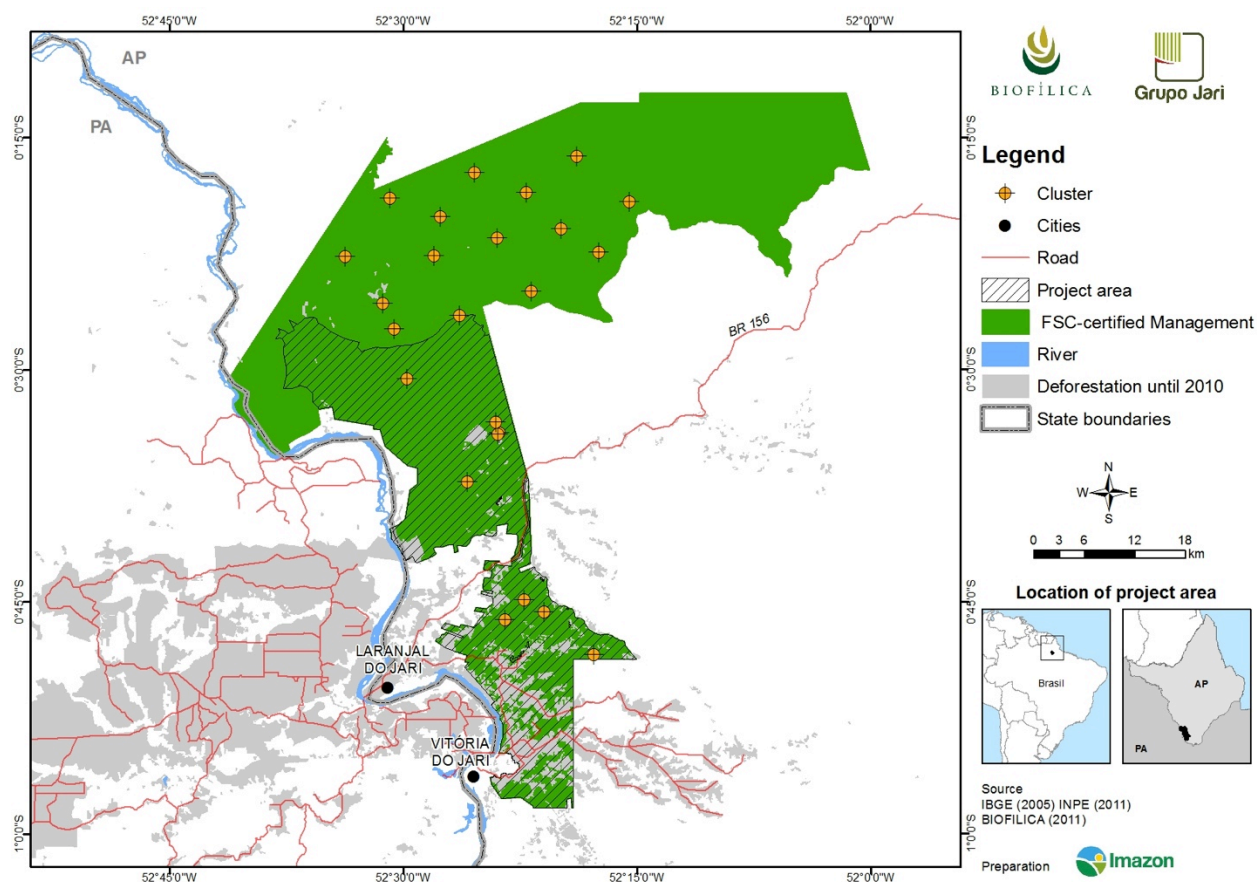 52°45'0"W
52°30'0"W
52°15'0"W
52°0'0"W
AP
PA
0°15'0"S
0°30'0"S
0°45'0"S
1°0'0"S
0°15'0"S
0°30'0"S
0°45'0"S
1°0'0"S
BR 156
LARANJAL
DO JARI
VITÓRIA
DO JARI
52°45'0"W
52°30'0"W
52°15'0"W
52°0'0"W
BIOFÍLICA
Grupo Jari
Legend
Cluster
Cities
Road
Project area
FSC-certified Management
River
Deforestation until 2010
State boundaries
N
W E
S
0 3 6 12 18
km
Location of project area
Brasil
AP
PA
Source
IBGE (2005) INPE (2011)
BIOFILICA (2011)
Preparation
Imazon